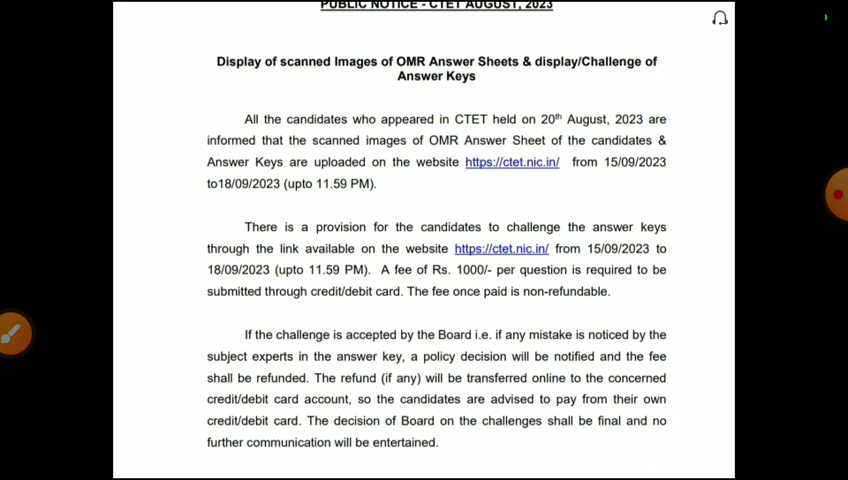 PUBLIC NOTICE - CTET AUGUST, 2023
Display of scanned Images of OMR Answer Sheets & display/Challenge of
Answer Keys
All the candidates who appeared in CTET held on 20th August, 2023 are
informed that the scanned images of OMR Answer Sheet of the candidates &
Answer Keys are uploaded on the website https://ctet.nic.in/ from 15/09/2023
to18/09/2023 (upto 11.59 PM).
There is a provision for the candidates to challenge the answer keys
through the link available on the website https://ctet.nic.in/ from 15/09/2023 to
18/09/2023 (upto 11.59 PM). A fee of Rs. 1000/- per question is required to be
submitted through credit/debit card. The fee once paid is non-refundable.
If the challenge is accepted by the Board i.e. if any mistake is noticed by the
subject experts in the answer key, a policy decision will be notified and the fee
shall be refunded. The refund (if any) will be transferred online to the concerned
credit/debit card account, so the candidates are advised to pay from their own
credit/debit card. The decision of Board on the challenges shall be final and no
further communication will be entertained.